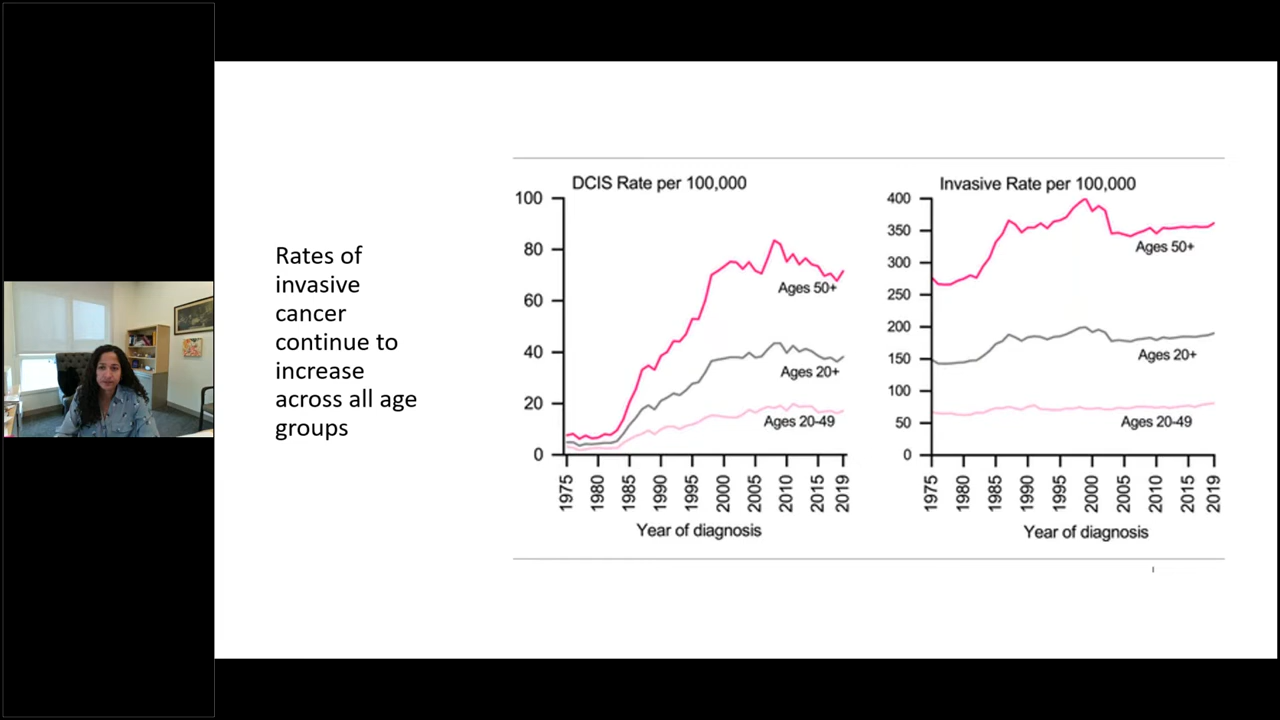 Rates of
invasive
cancer
continue to
increase
across all age
groups
DCIS Rate per 100,000
100
80
60
40
20
0
Ages 50+
Ages 20+
Ages 20-49
1975
1980
1985
1990
1995
2000
2005
2010
2015
2019
Year of diagnosis
Invasive Rate per 100,000
400
350
300
250
200
150
100
50
0
Ages 50+
Ages 20+
Ages 20-49
1975
1980
1985
1990
1995
2000
2005
2010
2015
2019
Year of diagnosis